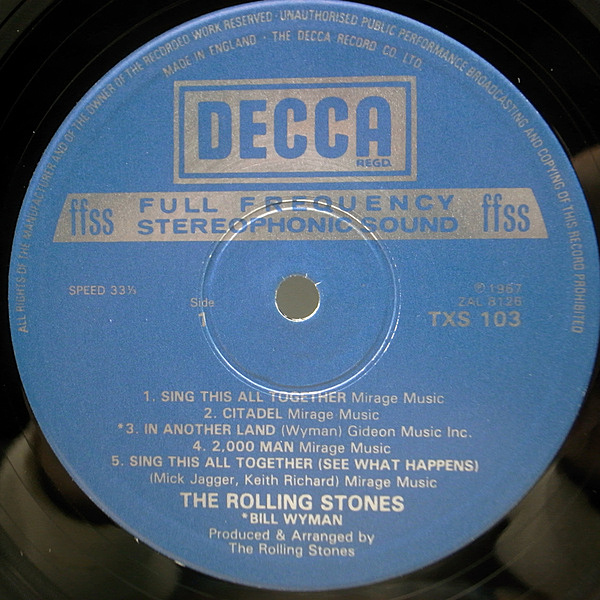 ALL RIGHTS OF THE MANUFACTURER AND OF THE OWNER OF THE RECORDED WORK RESERVED · UNAUTHORISED PUBLIC PERFORMANCE BROADCASTING AND COPYING OF THIS RECORD PROHIBITED
MADE IN ENGLAND · THE DECCA RECORD CO. LTD.
DECCA
REGD.
ffss FULL FREQUENCY ffss
STEREOPHONIC SOUND
SPEED 33⅓
Side
1
℗1967
ZAL 8126
TXS 103
1. SING THIS ALL TOGETHER Mirage Music
2. CITADEL Mirage Music
*3. IN ANOTHER LAND (Wyman) Gideon Music Inc.
4. 2,000 MAN Mirage Music
5. SING THIS ALL TOGETHER (SEE WHAT HAPPENS)
(Mick Jagger, Keith Richard) Mirage Music
THE ROLLING STONES
*BILL WYMAN
Produced & Arranged by
The Rolling Stones